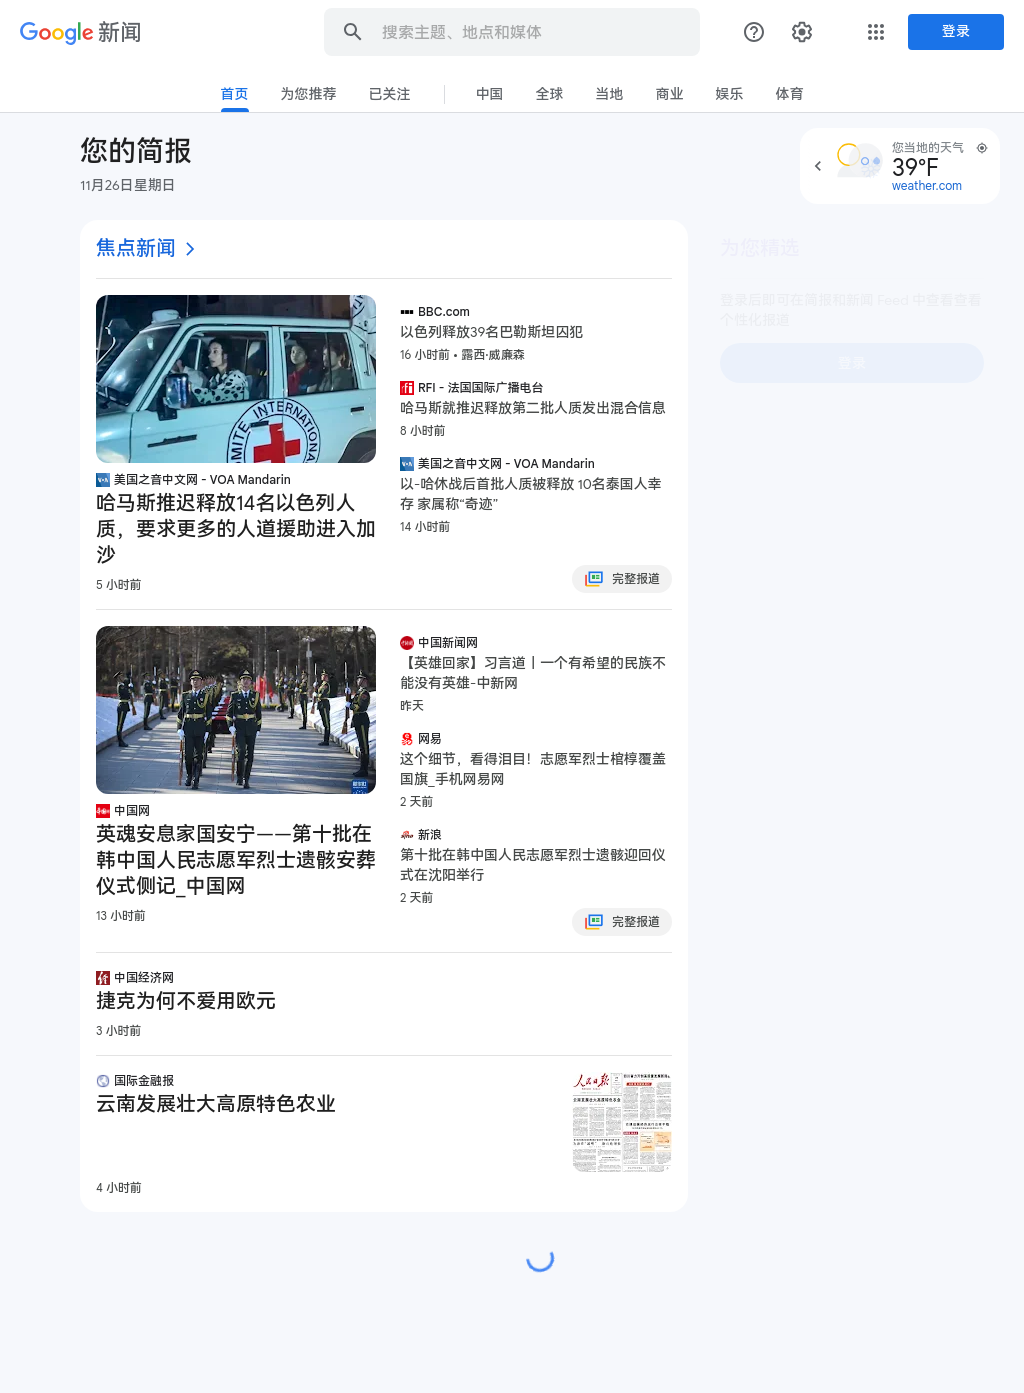 Google 新闻
搜索主题、地点和媒体
登录
首页
为您推荐
已关注
中国
全球
当地
商业
娱乐
体育
您的简报
11月26日星期日
您当地的天气
39°F
weather.com
焦点新闻
为您精选
登录后即可在简报和新闻 Feed 中查看查看
个性化报道
登录
COMITE INTERNATIONAL
美国之音中文网 - VOA Mandarin
哈马斯推迟释放14名以色列人
质，要求更多的人道援助进入加
沙
5 小时前
BBC.com
以色列释放39名巴勒斯坦囚犯
16 小时前 • 露西·威廉森
RFI - 法国国际广播电台
哈马斯就推迟释放第二批人质发出混合信息
8 小时前
美国之音中文网 - VOA Mandarin
以-哈休战后首批人质被释放 10名泰国人幸
存 家属称“奇迹”
14 小时前
完整报道
中国网
英魂安息家国安宁——第十批在
韩中国人民志愿军烈士遗骸安葬
仪式侧记_中国网
13 小时前
中国新闻网
【英雄回家】习言道丨一个有希望的民族不
能没有英雄-中新网
昨天
网易
这个细节，看得泪目！志愿军烈士棺椁覆盖
国旗_手机网易网
2 天前
新浪
第十批在韩中国人民志愿军烈士遗骸迎回仪
式在沈阳举行
2 天前
完整报道
中国经济网
捷克为何不爱用欧元
3 小时前
国际金融报
云南发展壮大高原特色农业
4 小时前
人民日报
云南发展壮大高原特色农业